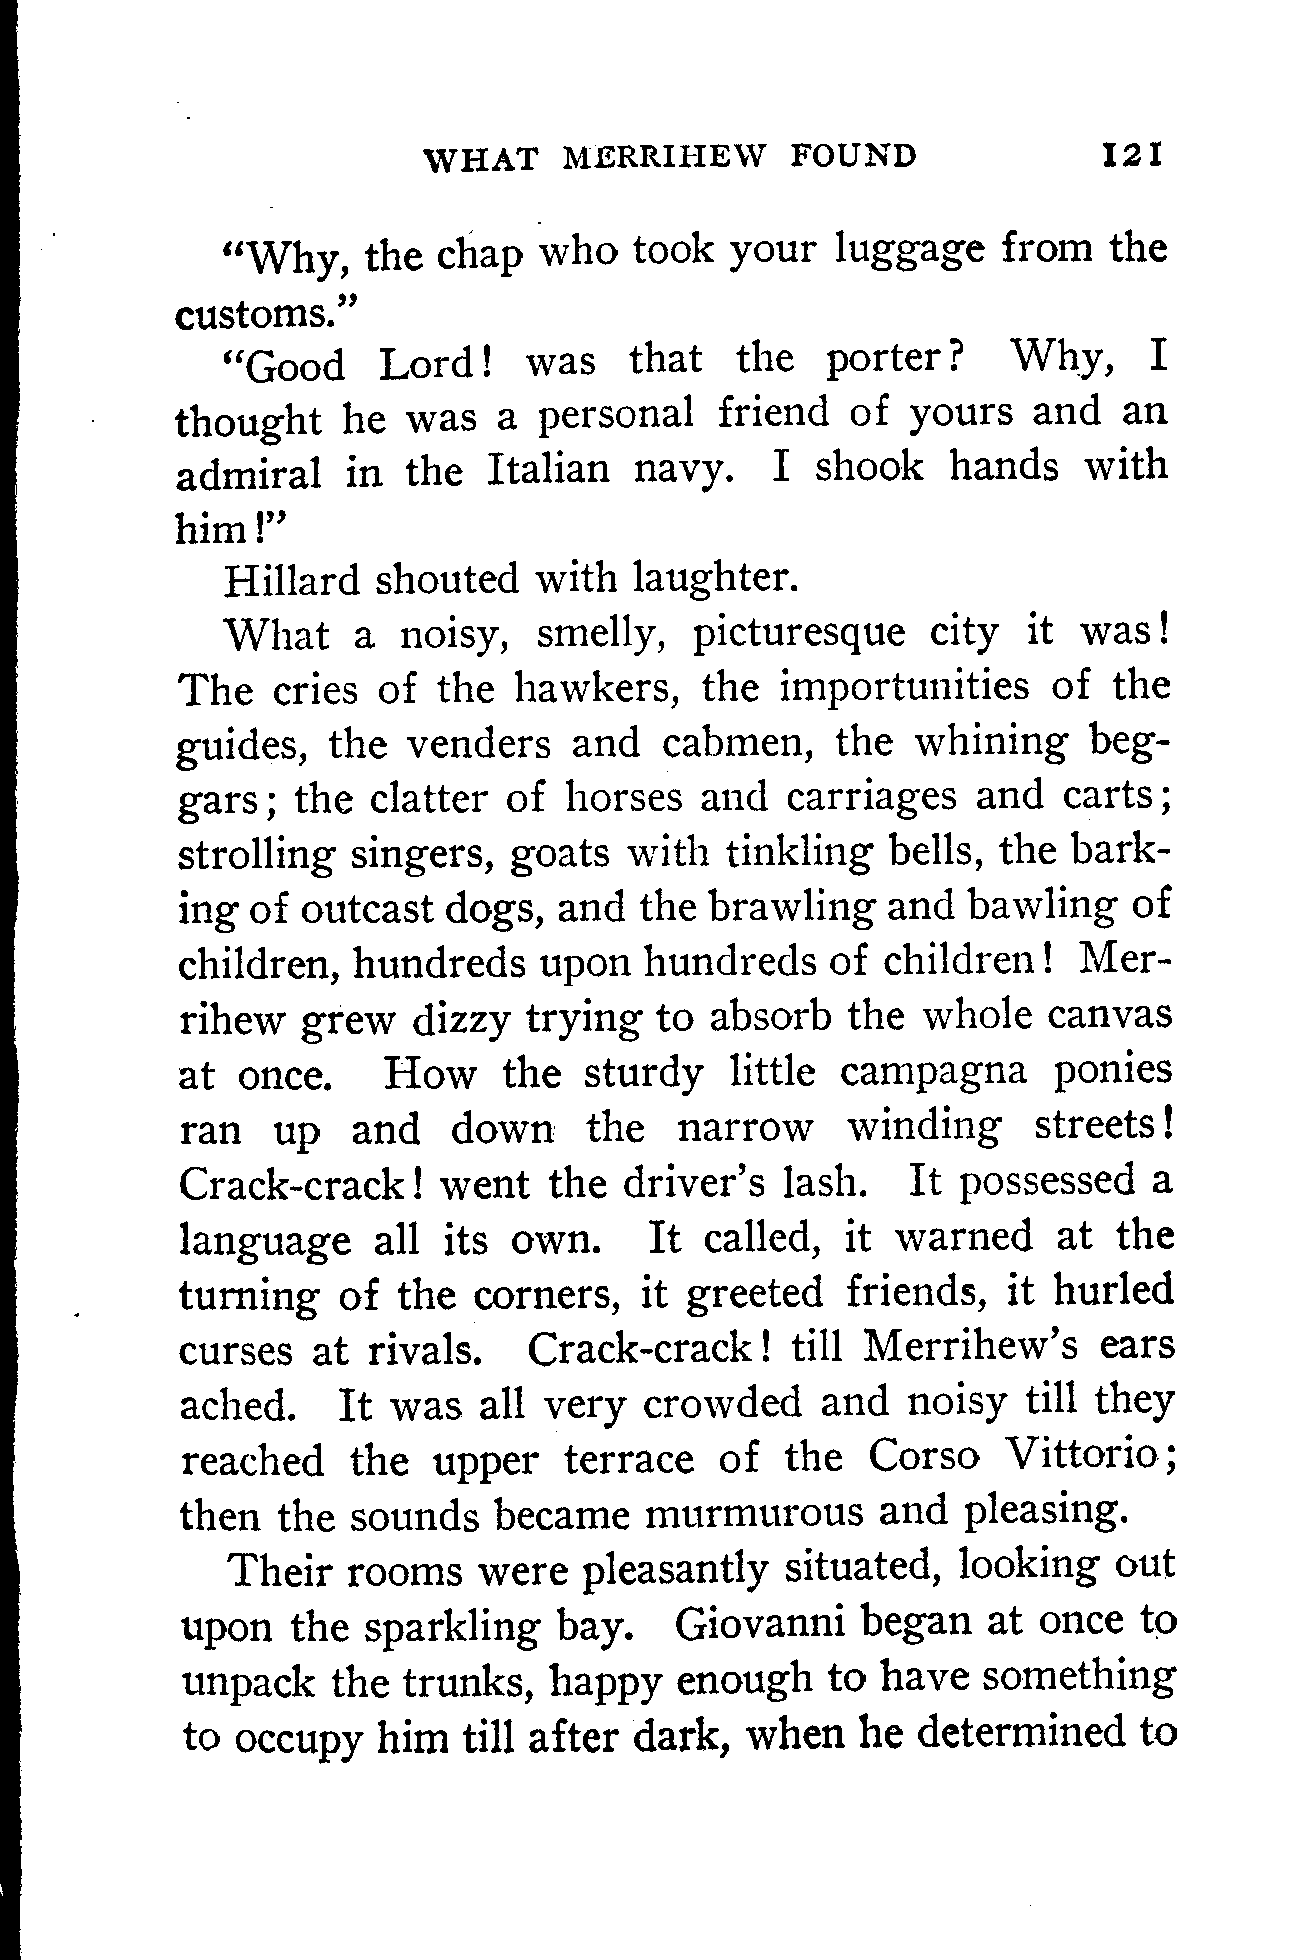 WHAT MERRIHEW FOUND 121
"Why, the chap who took your luggage from the
customs."
"Good Lord! was that the porter? Why, I
thought he was a personal friend of yours and an
admiral in the Italian navy. I shook hands with
him!"
Hillard shouted with laughter.
What a noisy, smelly, picturesque city it was!
The cries of the hawkers, the importunities of the
guides, the venders and cabmen, the whining beg-
gars; the clatter of horses and carriages and carts;
strolling singers, goats with tinkling bells, the bark-
ing of outcast dogs, and the brawling and bawling of
children, hundreds upon hundreds of children! Mer-
rihew grew dizzy trying to absorb the whole canvas
at once. How the sturdy little campagna ponies
ran up and down the narrow winding streets!
Crack-crack! went the driver's lash. It possessed a
language all its own. It called, it warned at the
turning of the corners, it greeted friends, it hurled
curses at rivals. Crack-crack! till Merrihew's ears
ached. It was all very crowded and noisy till they
reached the upper terrace of the Corso Vittorio;
then the sounds became murmurous and pleasing.
Their rooms were pleasantly situated, looking out
upon the sparkling bay. Giovanni began at once to
unpack the trunks, happy enough to have something
to occupy him till after dark, when he determined to